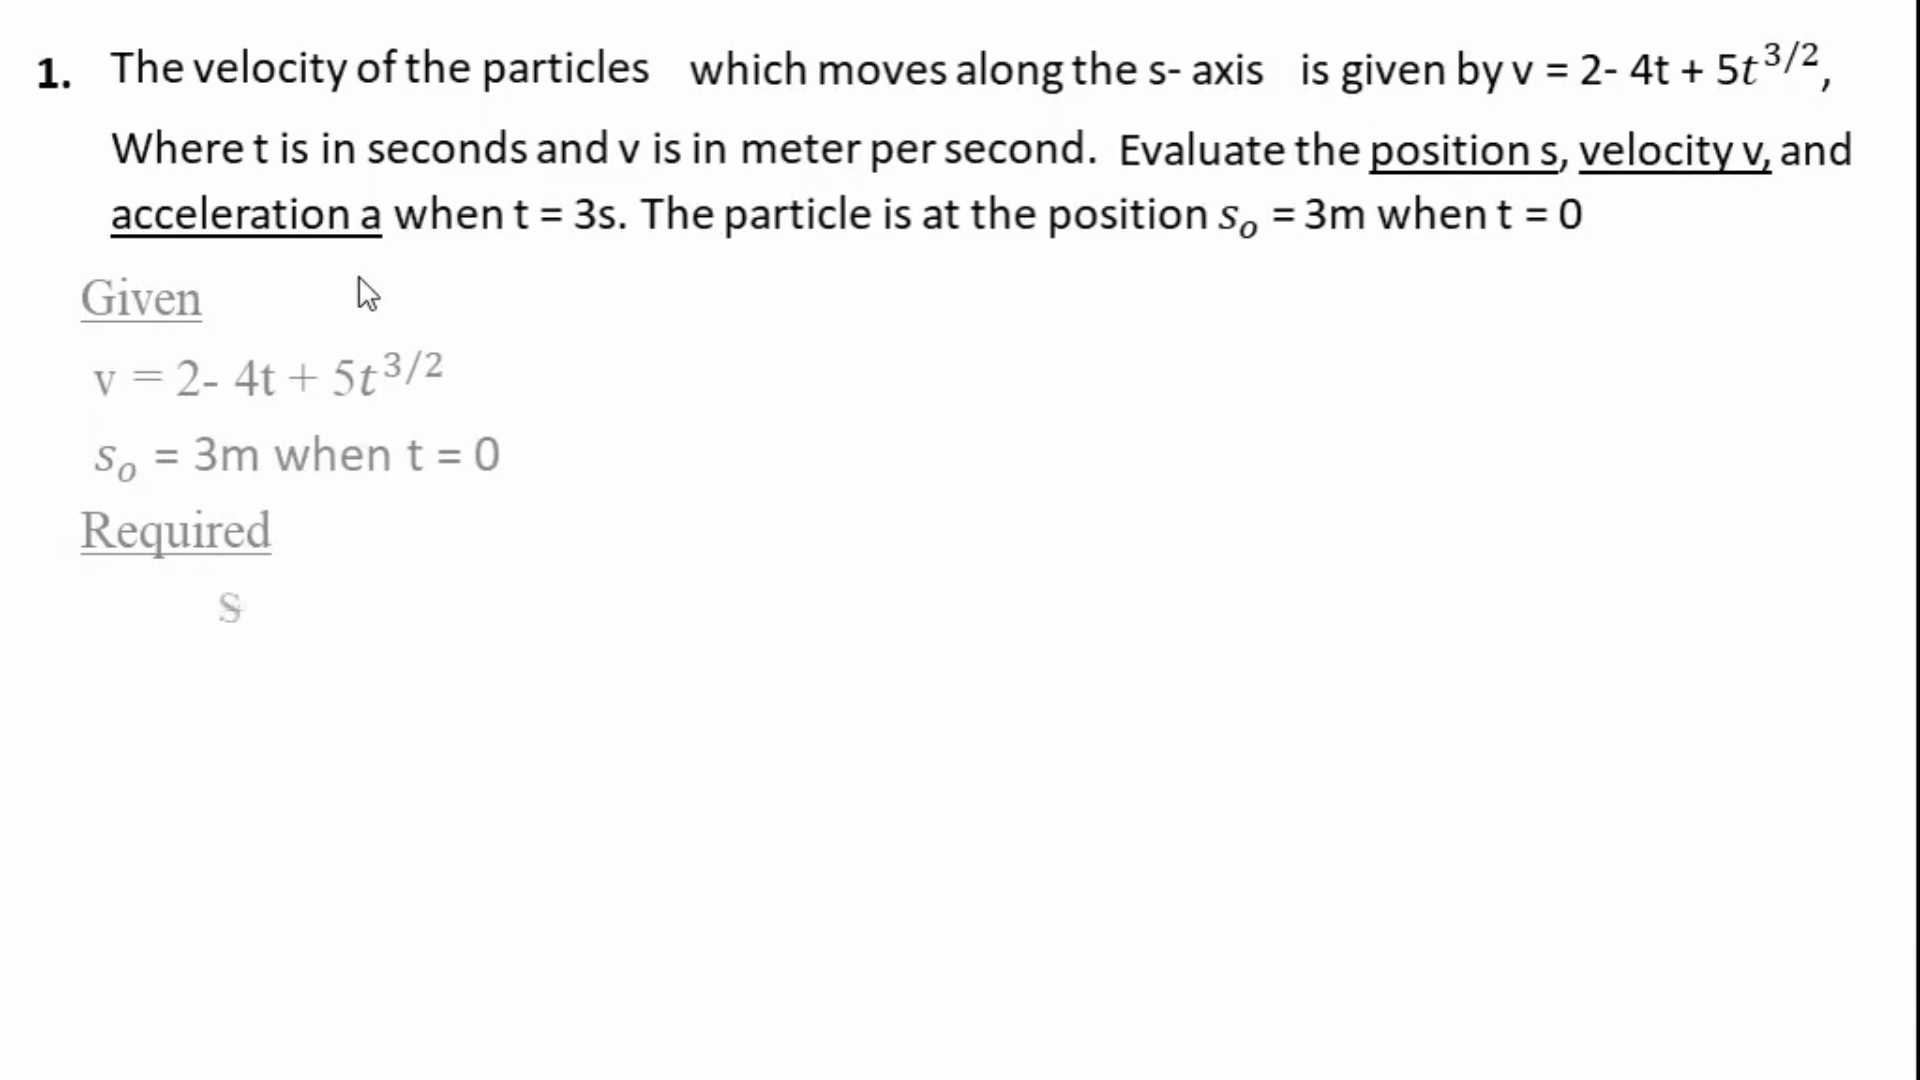 1. The velocity of the particles which moves along the s- axis is given by v = 2- 4t + 5t^{3/2},
Where t is in seconds and v is in meter per second. Evaluate the position s, velocity v, and
acceleration a when t = 3s. The particle is at the position s_o = 3m when t = 0
Given
v = 2- 4t + 5t^{3/2}
s_o = 3m when t = 0
Required
s